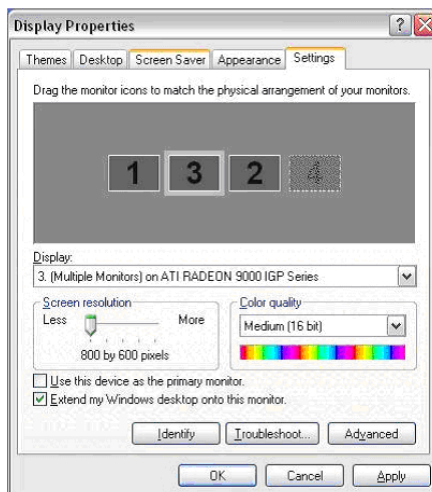 Display Properties
Themes Desktop Screen Saver Appearance Settings
Drag the monitor icons to match the physical arrangement of your monitors.
1 3 2 4
Display:
3. (Multiple Monitors) on ATI RADEON 9000 IGP Series
Screen resolution
Less More
800 by 600 pixels
Color quality
Medium (16 bit)
Use this device as the primary monitor.
Extend my Windows desktop onto this monitor.
Identify Troubleshoot... Advanced
OK Cancel Apply